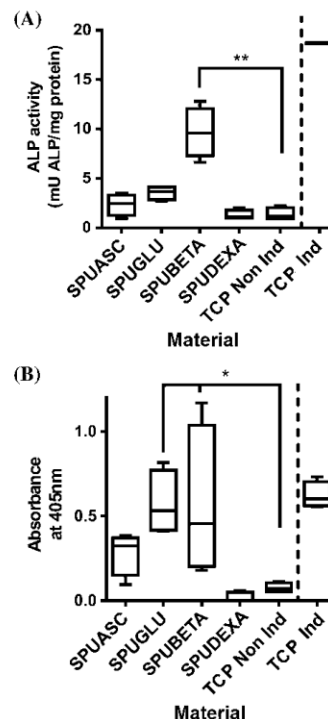 (A)
ALP activity
(mU ALP/mg protein)
20
15
10
5
0
**
SPUASC
SPUGLU
SPUBETA
SPUDEXA
TCP Non Ind
TCP Ind
Material
(B)
Absorbance
at 405nm
1.0
0.5
0.0
*
SPUASC
SPUGLU
SPUBETA
SPUDEXA
TCP Non Ind
TCP Ind
Material